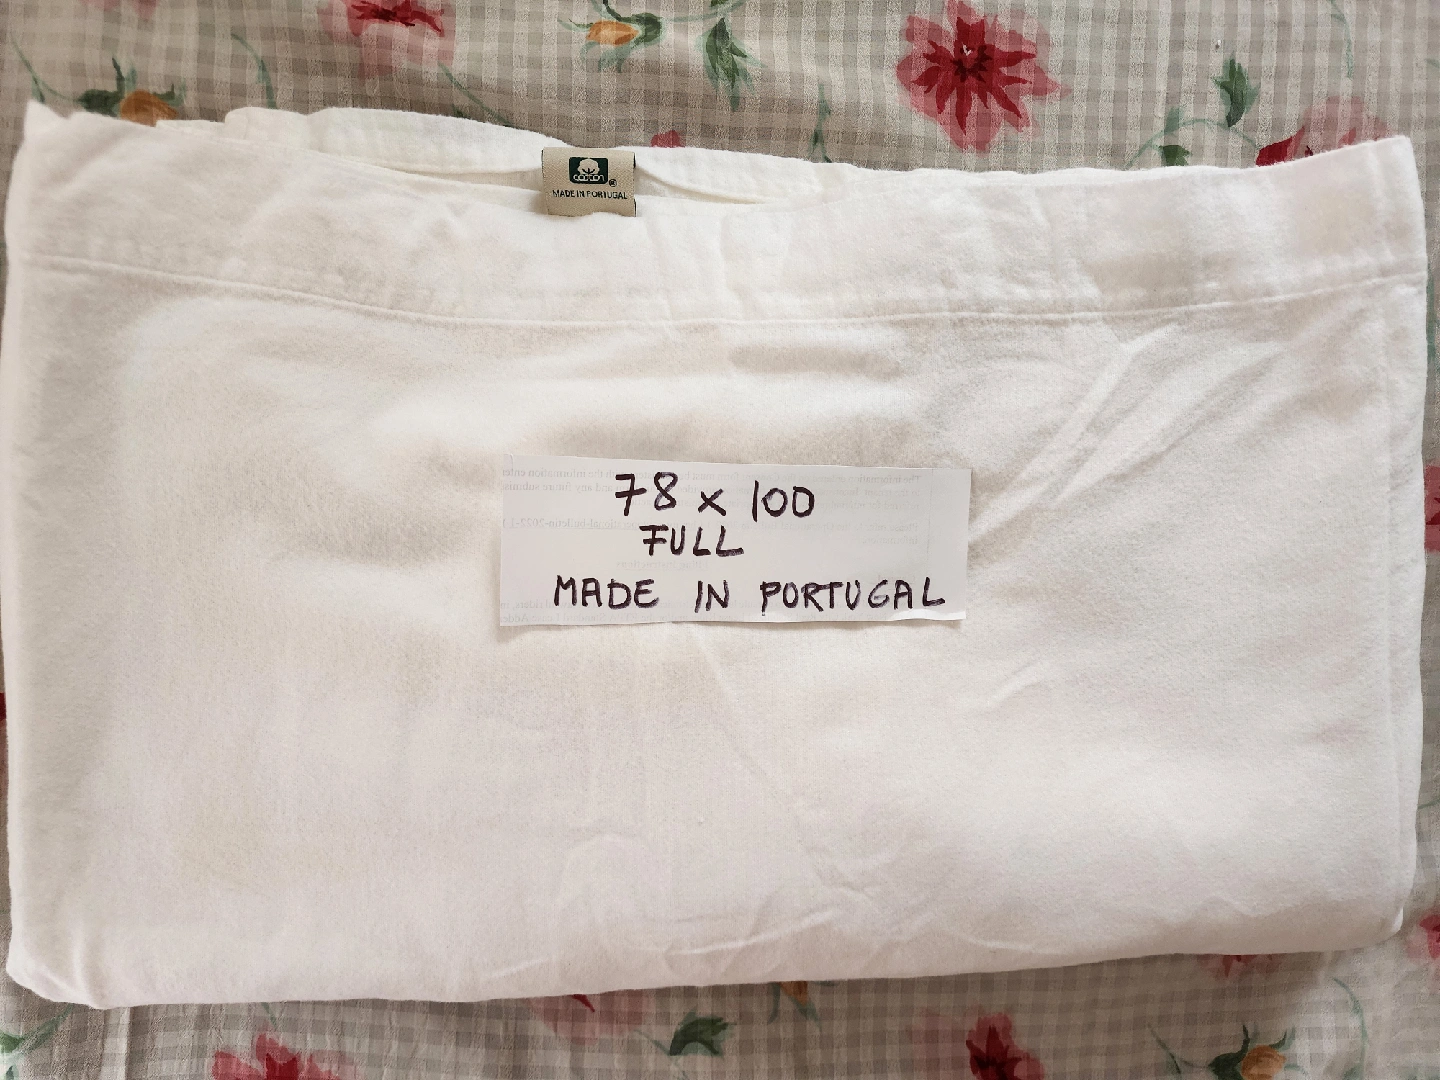 cotton®
MADE IN PORTUGAL
78 x 100
FULL
MADE IN PORTUGAL